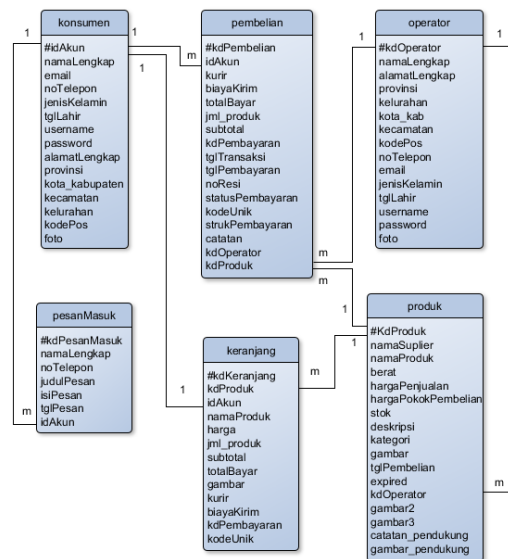 konsumen
#idAkun
namaLengkap
email
noTelepon
jenisKelamin
tglLahir
username
password
alamatLengkap
provinsi
kota_kabupaten
kecamatan
kelurahan
kodePos
foto
pembelian
#kdPembelian
idAkun
kurir
biayaKirim
totalBayar
jml_produk
subtotal
kdPembayaran
tglTransaksi
tglPembayaran
noResi
statusPembayaran
kodeUnik
strukPembayaran
catatan
kdOperator
kdProduk
operator
#kdOperator
namaLengkap
alamatLengkap
provinsi
kelurahan
kota_kab
kecamatan
kodePos
noTelepon
email
jenisKelamin
tglLahir
username
password
foto
1
1
m
1
1
1
m
m
pesanMasuk
#kdPesanMasuk
namaLengkap
noTelepon
judulPesan
isiPesan
tglPesan
idAkun
m
keranjang
#kdKeranjang
kdProduk
idAkun
namaProduk
harga
jml_produk
subtotal
totalBayar
gambar
kurir
biayaKirim
kdPembayaran
kodeUnik
1
m
1
1
produk
#KdProduk
namaSuplier
namaProduk
berat
hargaPenjualan
hargaPokokPembelian
stok
deskripsi
kategori
gambar
tglPembelian
expired
kdOperator
gambar2
gambar3
catatan_pendukung
gambar_pendukung
m